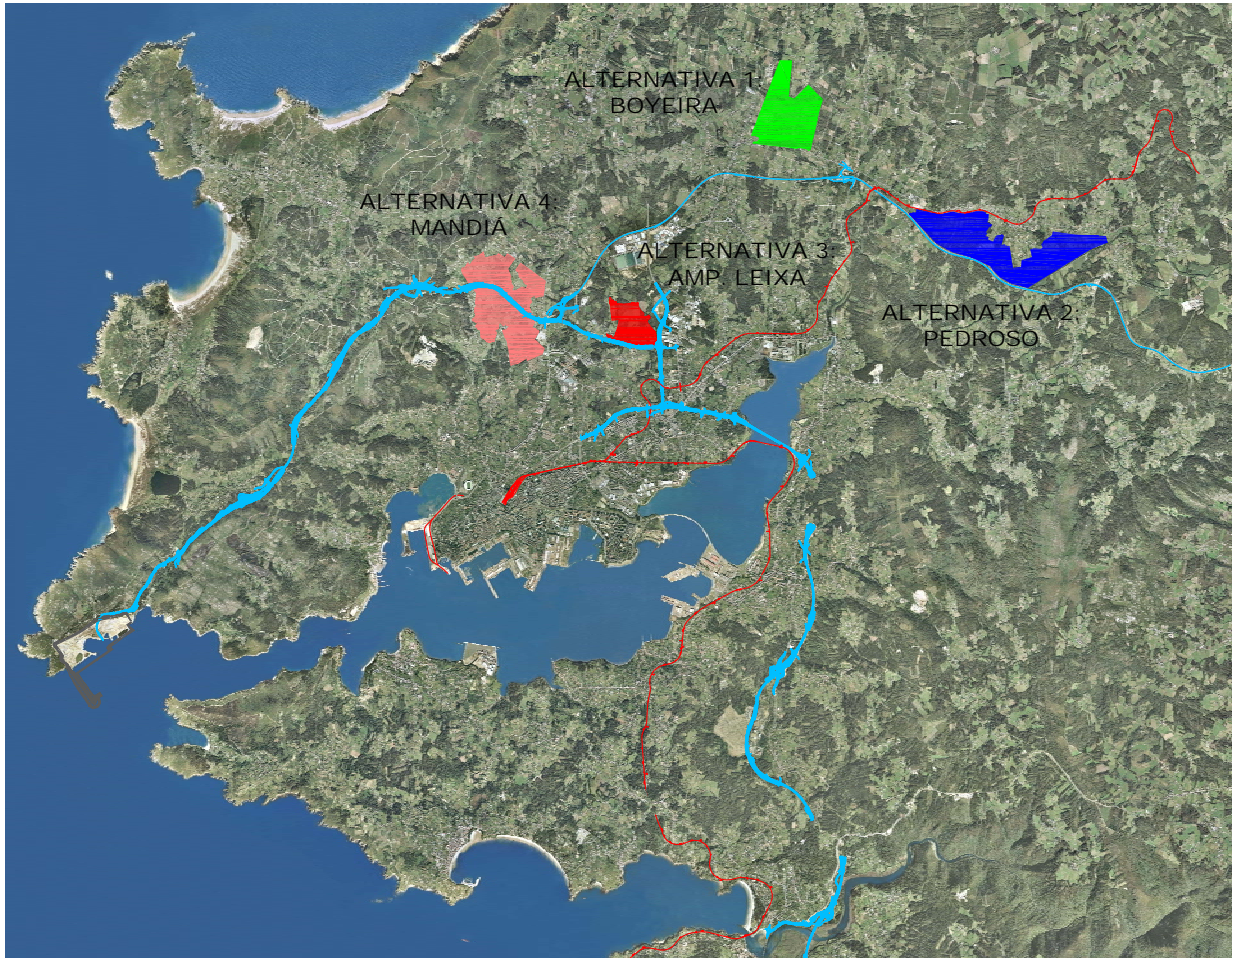 ALTERNATIVA 1:
BOYEIRA
ALTERNATIVA 4:
MANDIÁ
ALTERNATIVA 3:
AMP. LEIXA
ALTERNATIVA 2:
PEDROSO